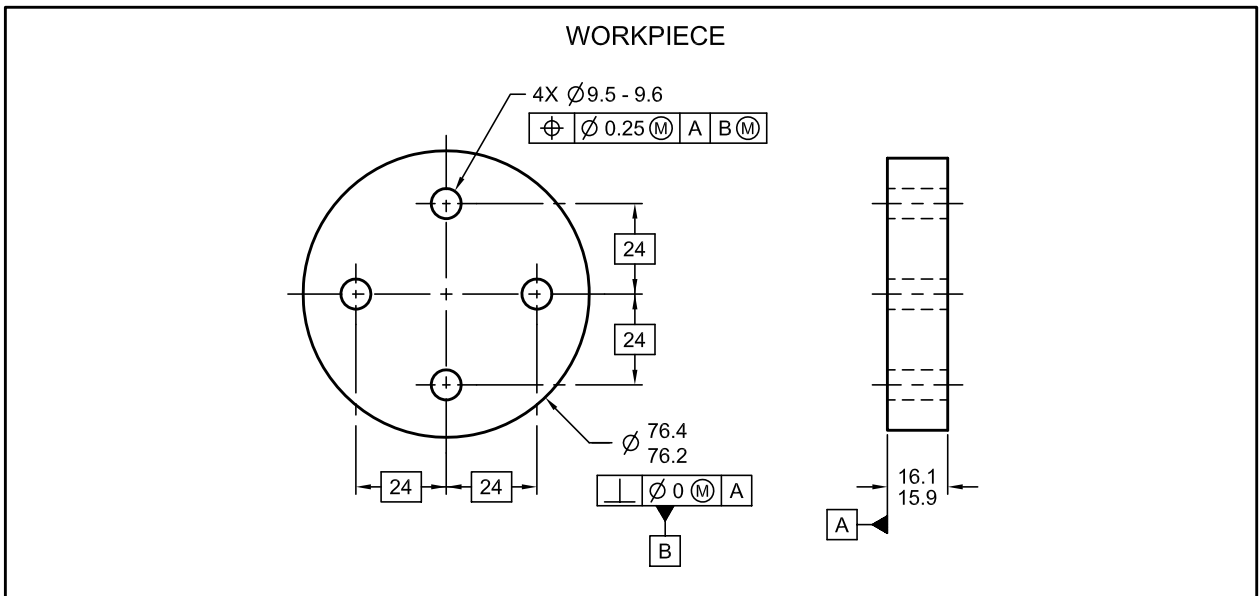 WORKPIECE
4X ⌀9.5 - 9.6
⌖ ⌀ 0.25 Ⓜ A B Ⓜ
24
24
⌀ 76.4
76.2
24 24
⟂ ⌀ 0 Ⓜ A
B
16.1
15.9
A